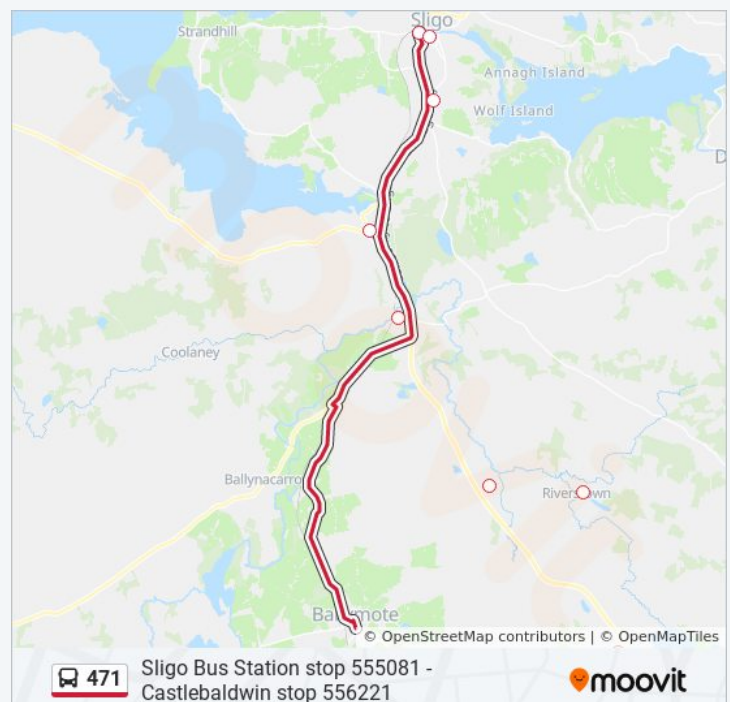 Sligo
Strandhill
Annagh Island
Wolf Island
D
Coolaney
Ballynacarro
Riverstown
Ballymote
© OpenStreetMap contributors | © OpenMapTiles
471
Sligo Bus Station stop 555081 -
Castlebaldwin stop 556221
moovit